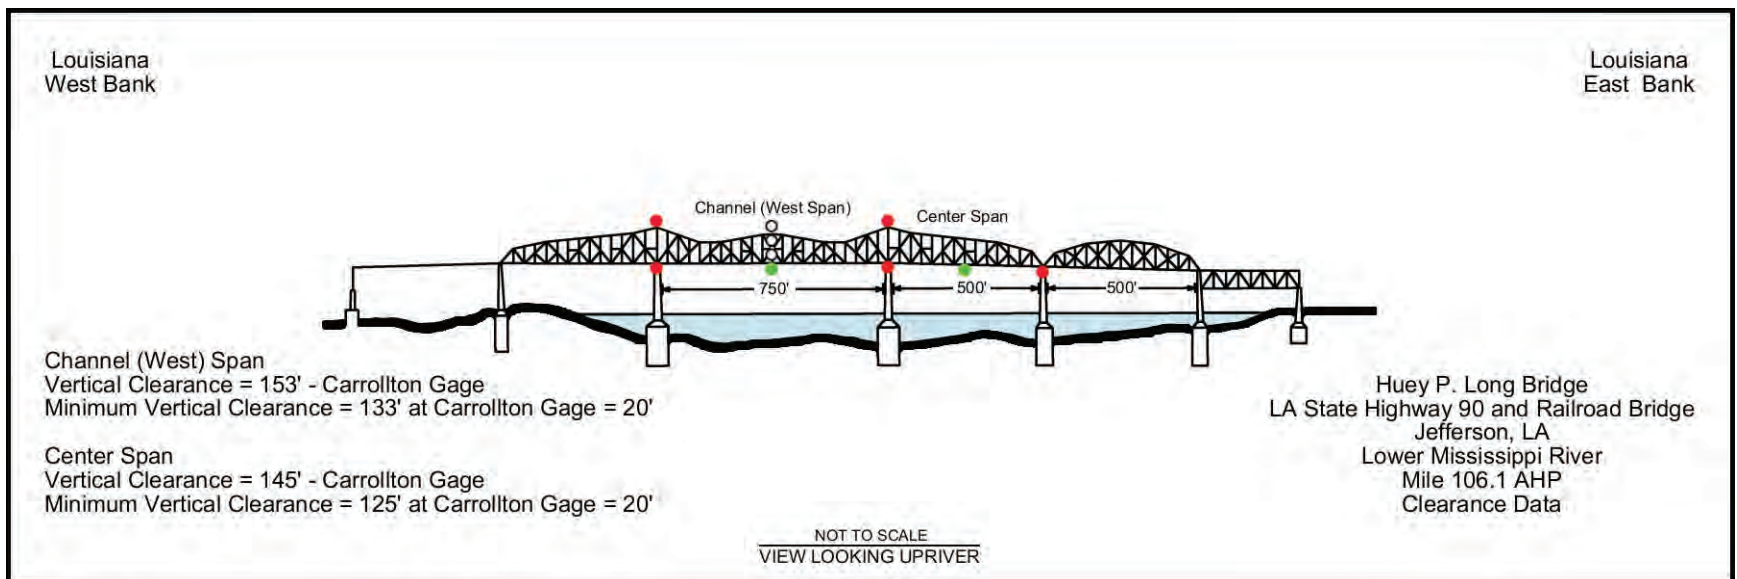 Louisiana
West Bank
Louisiana
East Bank
Channel (West Span)
Center Span
750'
500'
500'
Channel (West) Span
Vertical Clearance = 153' - Carrollton Gage
Minimum Vertical Clearance = 133' at Carrollton Gage = 20'
Center Span
Vertical Clearance = 145' - Carrollton Gage
Minimum Vertical Clearance = 125' at Carrollton Gage = 20'
Huey P. Long Bridge
LA State Highway 90 and Railroad Bridge
Jefferson, LA
Lower Mississippi River
Mile 106.1 AHP
Clearance Data
NOT TO SCALE
VIEW LOOKING UPRIVER